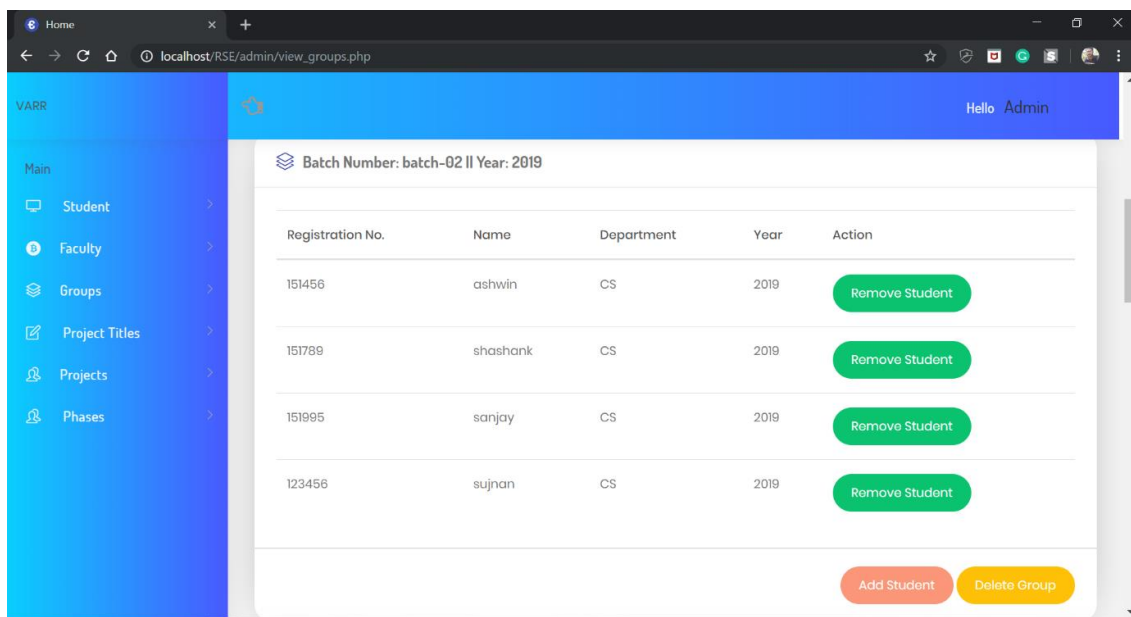 Home
localhost/RSE/admin/view_groups.php
VARR
Hello Admin
Main
Student
Faculty
Groups
Project Titles
Projects
Phases
Batch Number: batch-02 || Year: 2019
Registration No. Name Department Year Action
151456 ashwin CS 2019 Remove Student
151789 shashank CS 2019 Remove Student
151995 sanjay CS 2019 Remove Student
123456 sujnan CS 2019 Remove Student
Add Student Delete Group